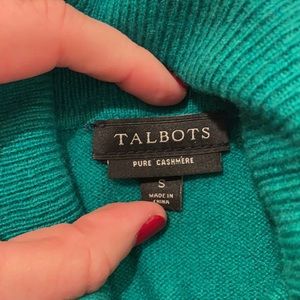 TALBOTS
PURE CASHMERE
S
MADE IN
CHINA